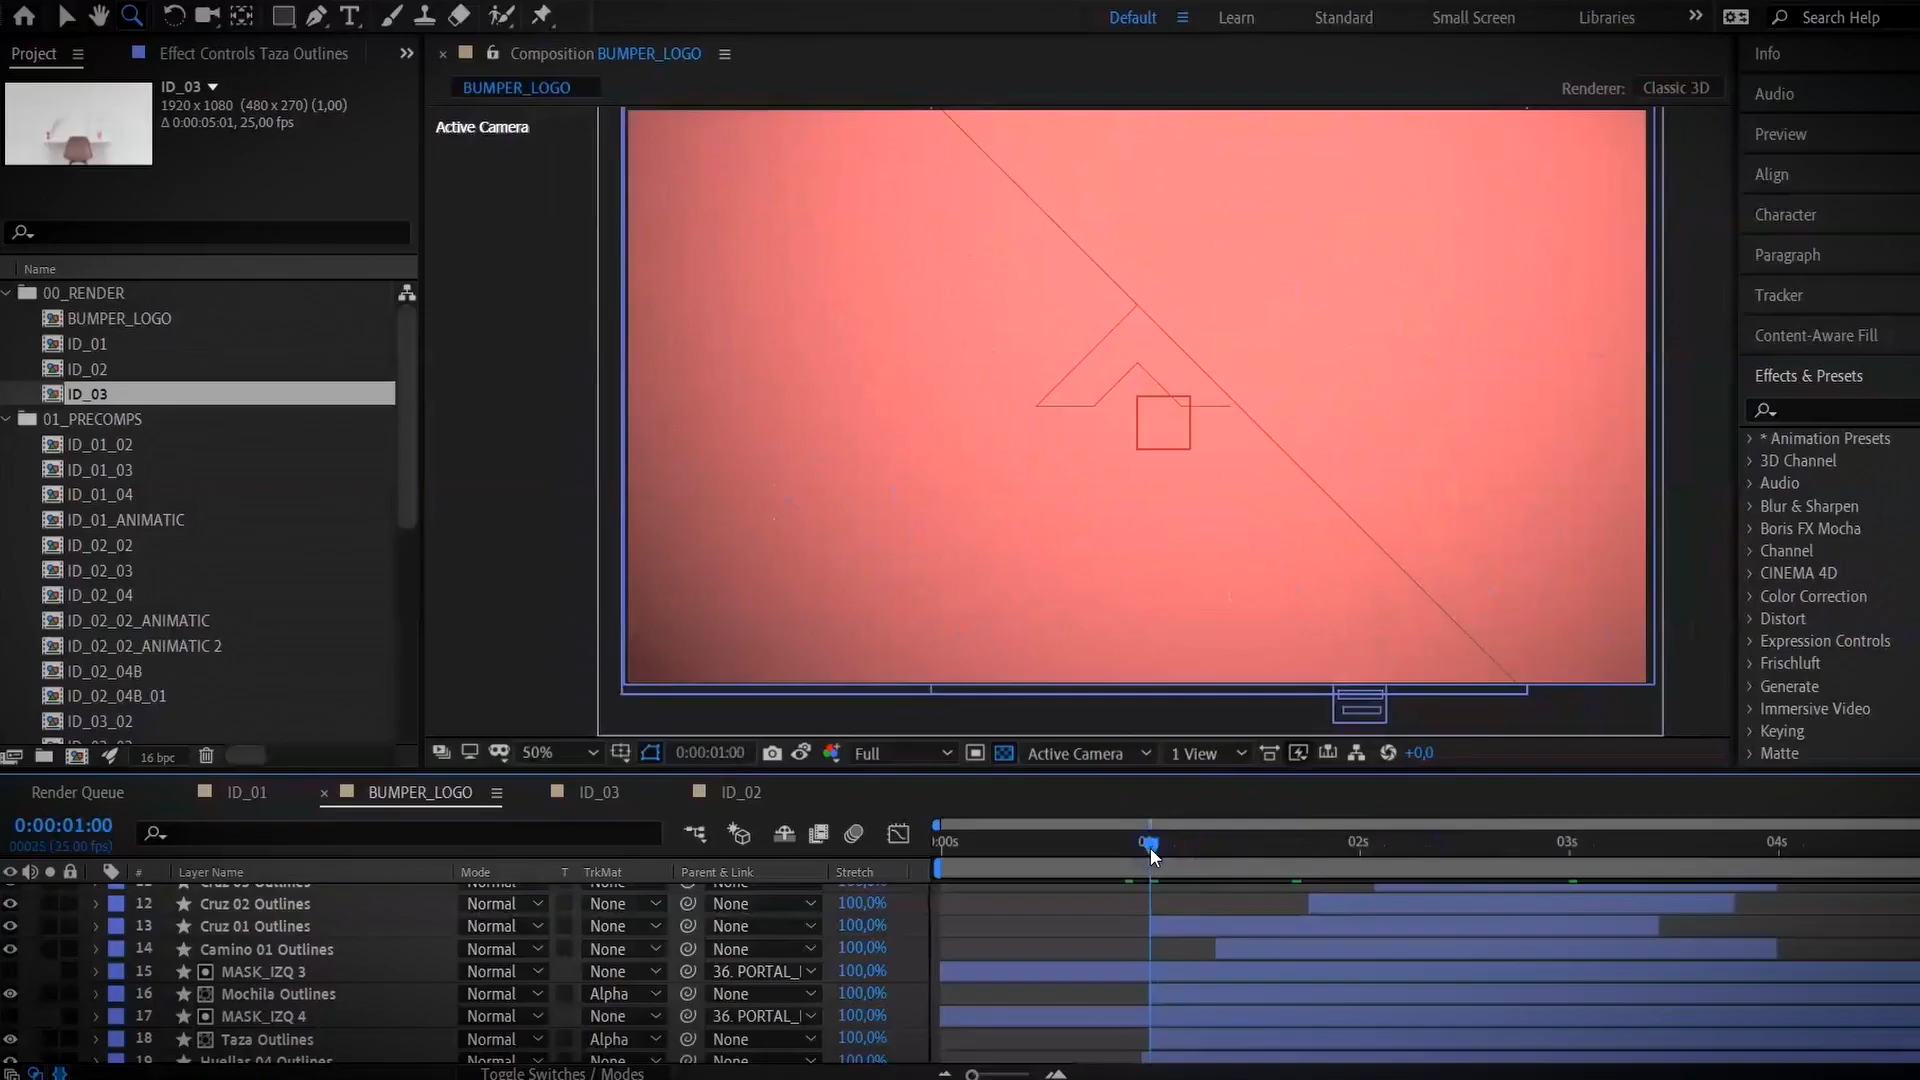 Default
Learn
Standard
Small Screen
Libraries
Search Help
Project
Effect Controls Taza Outlines
Composition BUMPER_LOGO
Info
ID_03
1920 x 1080 (480 x 270) (1,00)
Δ 0:00:05:01, 25,00 fps
BUMPER_LOGO
Renderer: Classic 3D
Active Camera
Audio
Preview
Align
Character
Paragraph
Tracker
Content-Aware Fill
Effects & Presets
* Animation Presets
3D Channel
Audio
Blur & Sharpen
Boris FX Mocha
Channel
CINEMA 4D
Color Correction
Distort
Expression Controls
Frischluft
Generate
Immersive Video
Keying
Matte
Name
00_RENDER
BUMPER_LOGO
ID_01
ID_02
ID_03
01_PRECOMPS
ID_01_02
ID_01_03
ID_01_04
ID_01_ANIMATIC
ID_02_02
ID_02_03
ID_02_04
ID_02_02_ANIMATIC
ID_02_02_ANIMATIC 2
ID_02_04B
ID_02_04B_01
ID_03_02
16 bpc
50%
0:00:01:00
Full
Active Camera
1 View
+0,0
Render Queue
ID_01
BUMPER_LOGO
ID_03
ID_02
0:00:01:00
00025 (25.00 fps)
:00s
02s
03s
04s
# Layer Name Mode T TrkMat Parent & Link Stretch
12 Cruz 02 Outlines Normal None None 100,0%
13 Cruz 01 Outlines Normal None None 100,0%
14 Camino 01 Outlines Normal None None 100,0%
15 MASK_IZQ 3 Normal None 36. PORTAL_ 100,0%
16 Mochila Outlines Normal Alpha None 100,0%
17 MASK_IZQ 4 Normal None 36. PORTAL_ 100,0%
18 Taza Outlines Normal Alpha None 100,0%
19 Huellas 04 Outlines Normal None None 100,0%
Toggle Switches / Modes